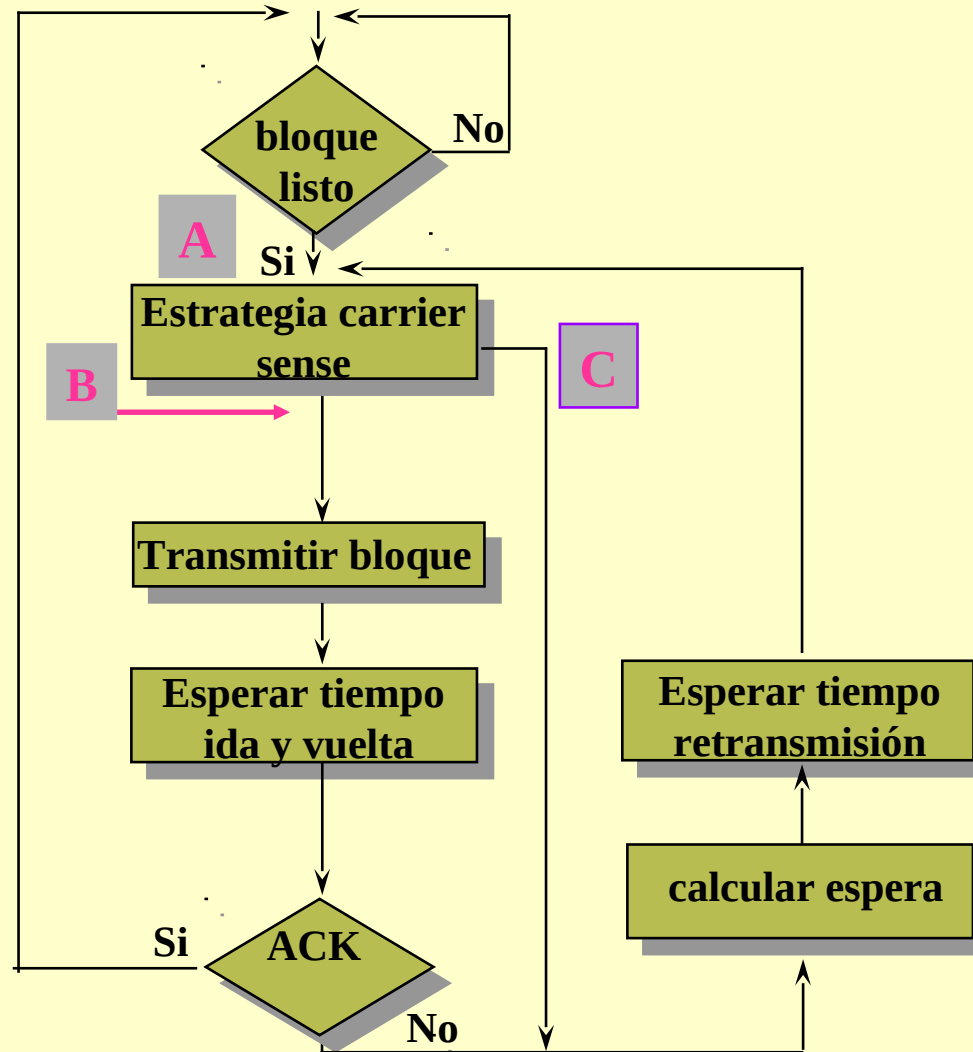 bloque
listo
No
A
Si
Estrategia carrier
sense
B
C
Transmitir bloque
Esperar tiempo
ida y vuelta
Esperar tiempo
retransmisión
calcular espera
Si
ACK
No